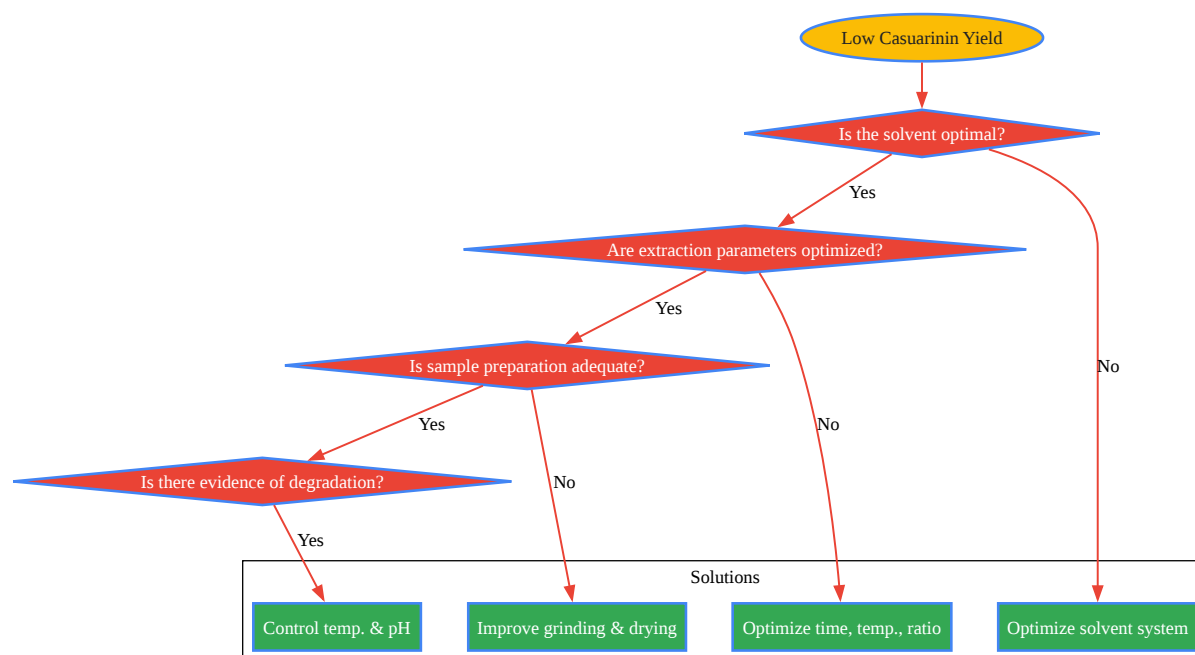 Low Casuarinin Yield
Is the solvent optimal?
Yes
Are extraction parameters optimized?
Yes
Is sample preparation adequate?
No
No
Yes
Is there evidence of degradation?
No
Yes
Solutions
Control temp. & pH
Improve grinding & drying
Optimize time, temp., ratio
Optimize solvent system